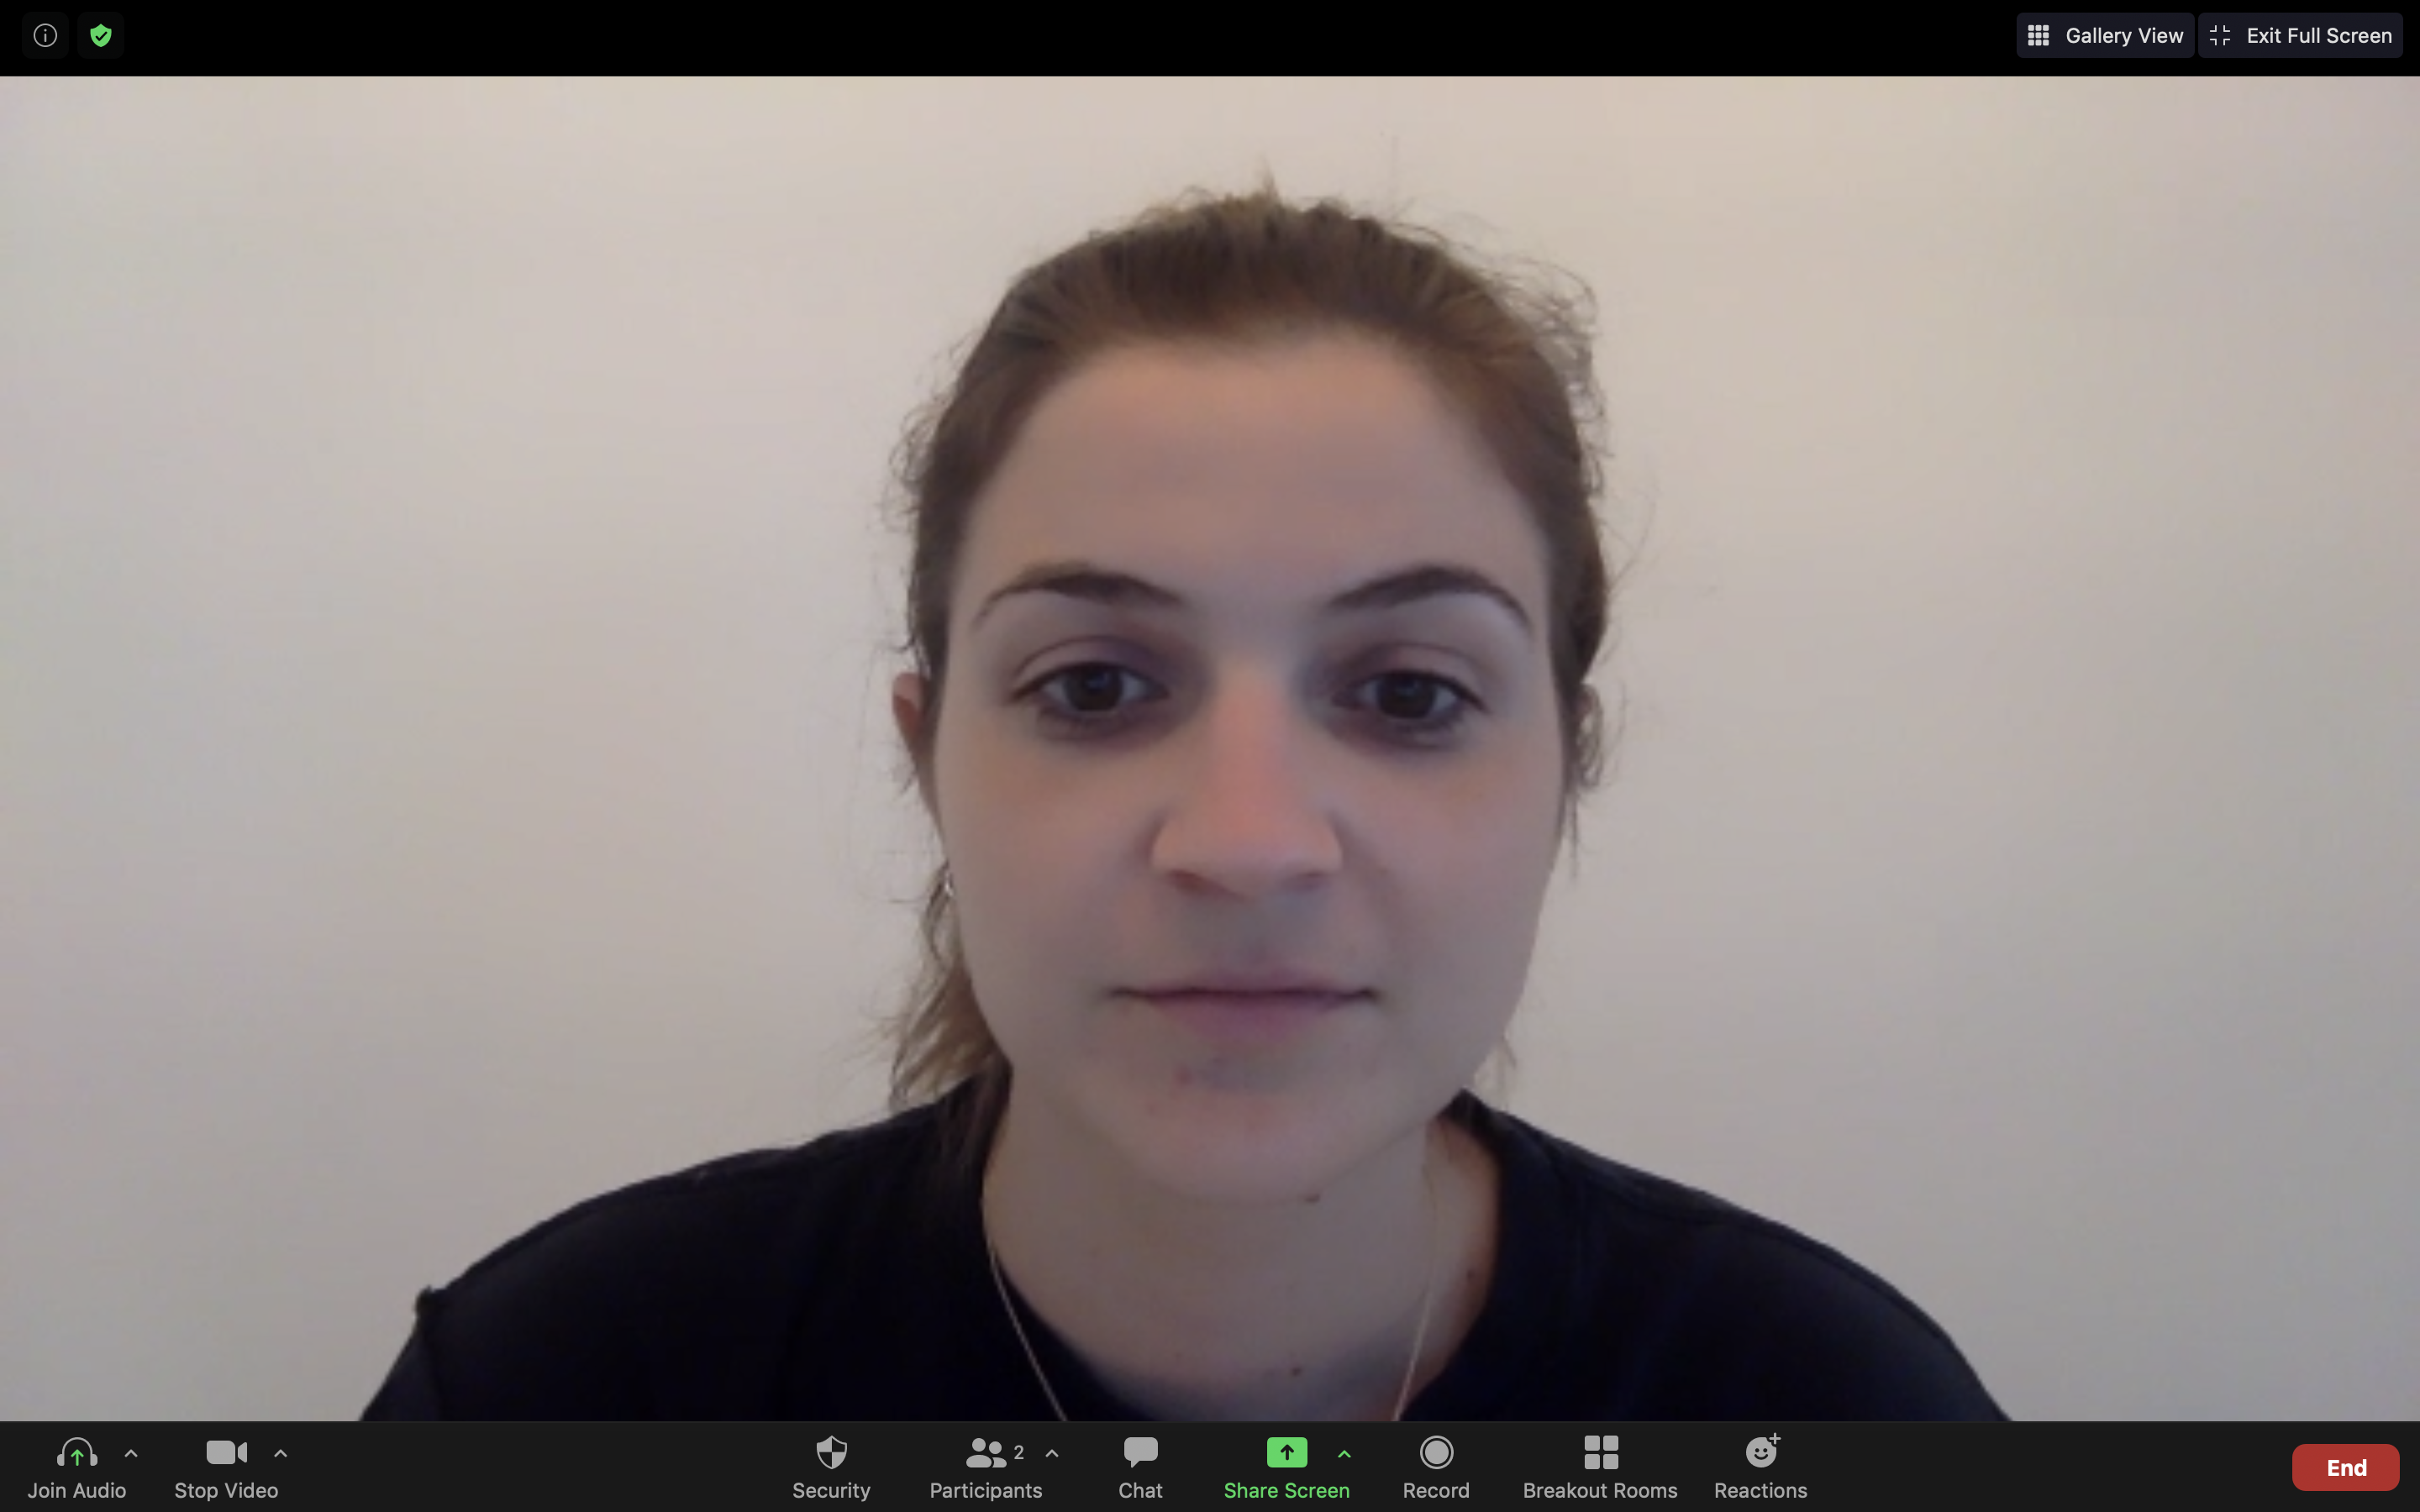 Gallery View
Exit Full Screen
2
Join Audio
Stop Video
Security
Participants
Chat
Share Screen
Record
Breakout Rooms
Reactions
End